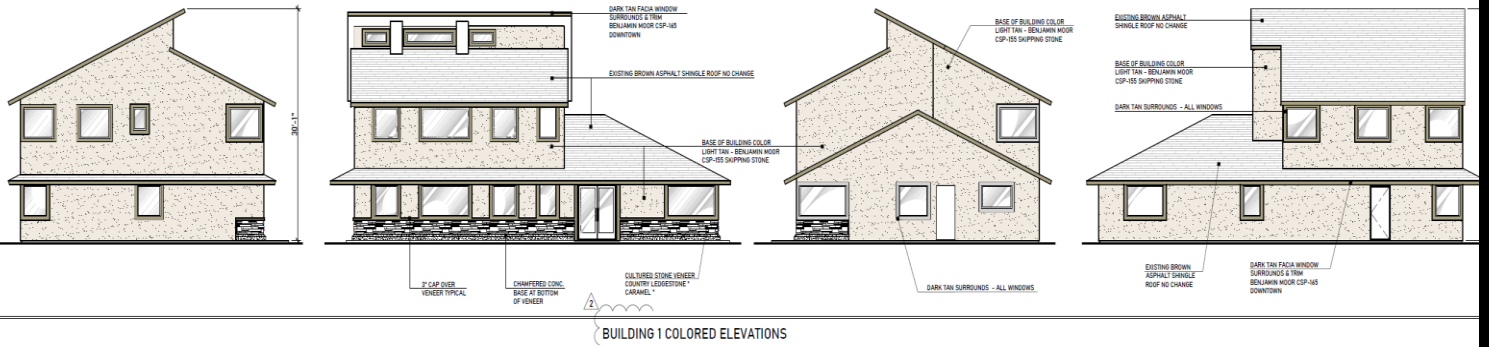 30'-1"
DARK TAN FACIA WINDOW
SURROUNDS & TRIM
BENJAMIN MOOR CSP-165
DOWNTOWN
EXISTING BROWN ASPHALT SHINGLE ROOF NO CHANGE
BASE OF BUILDING COLOR
LIGHT TAN - BENJAMIN MOOR
CSP-155 SKIPPING STONE
3" CAP OVER
VENEER TYPICAL
CHAMFERED CONC.
BASE AT BOTTOM
OF VENEER
CULTURED STONE VENEER
COUNTRY LEDGESTONE "
CARAMEL "
BASE OF BUILDING COLOR
LIGHT TAN - BENJAMIN MOOR
CSP-155 SKIPPING STONE
DARK TAN SURROUNDS - ALL WINDOWS
EXISTING BROWN ASPHALT
SHINGLE ROOF NO CHANGE
BASE OF BUILDING COLOR
LIGHT TAN - BENJAMIN MOOR
CSP-155 SKIPPING STONE
DARK TAN SURROUNDS - ALL WINDOWS
EXISTING BROWN
ASPHALT SHINGLE
ROOF NO CHANGE
DARK TAN FACIA WINDOW
SURROUNDS & TRIM
BENJAMIN MOOR CSP-165
DOWNTOWN
2
BUILDING 1 COLORED ELEVATIONS